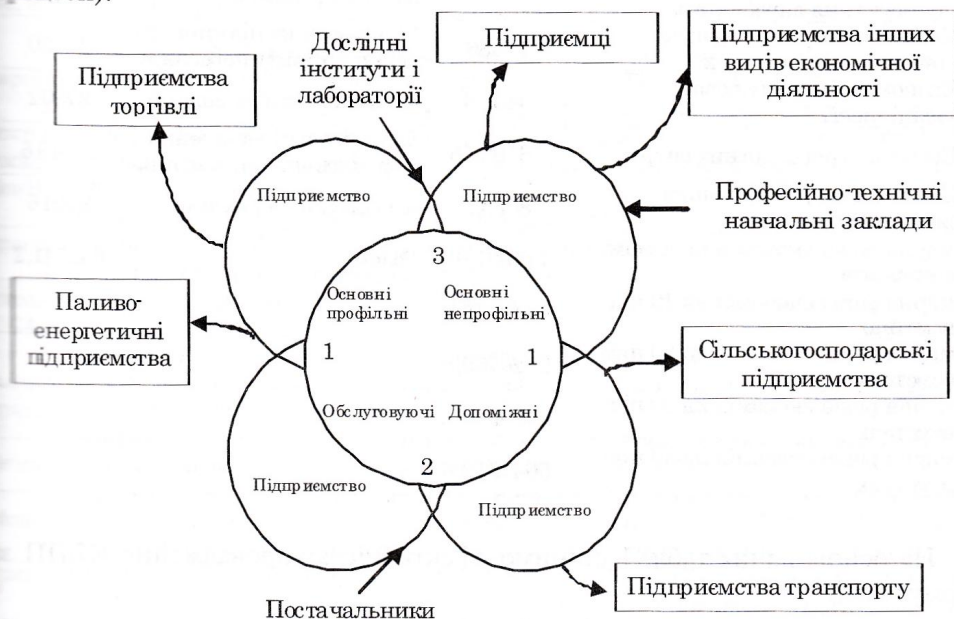 Дослідні
інститути і
лабораторії
Підприємці
Підприємства інших
видів економічної
діяльності
Підприємства
торгівлі
Підприємство
Підприємство
Професійно-технічні
навчальні заклади
3
Основні
профільні
Основні
непрофільні
Паливо-
енергетичні
підприємства
1
1
Сільськогосподарські
підприємства
Обслуговуючі
Допоміжні
2
Підприємство
Підприємство
Постачальники
Підприємства транспорту